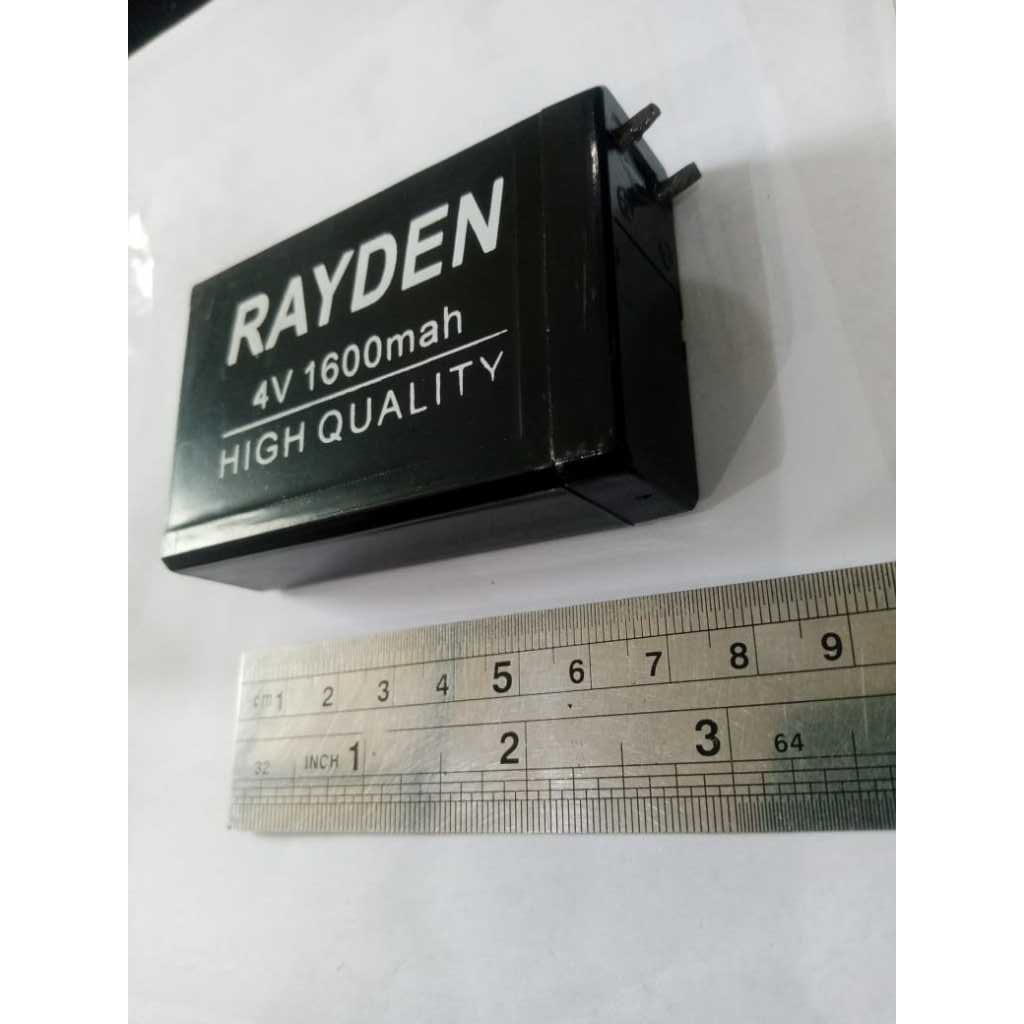 RAYDEN
4V 1600mah
HIGH QUALITY
cm 1 2 3 4 5 6 7 8 9
32 INCH 1 2 3 64